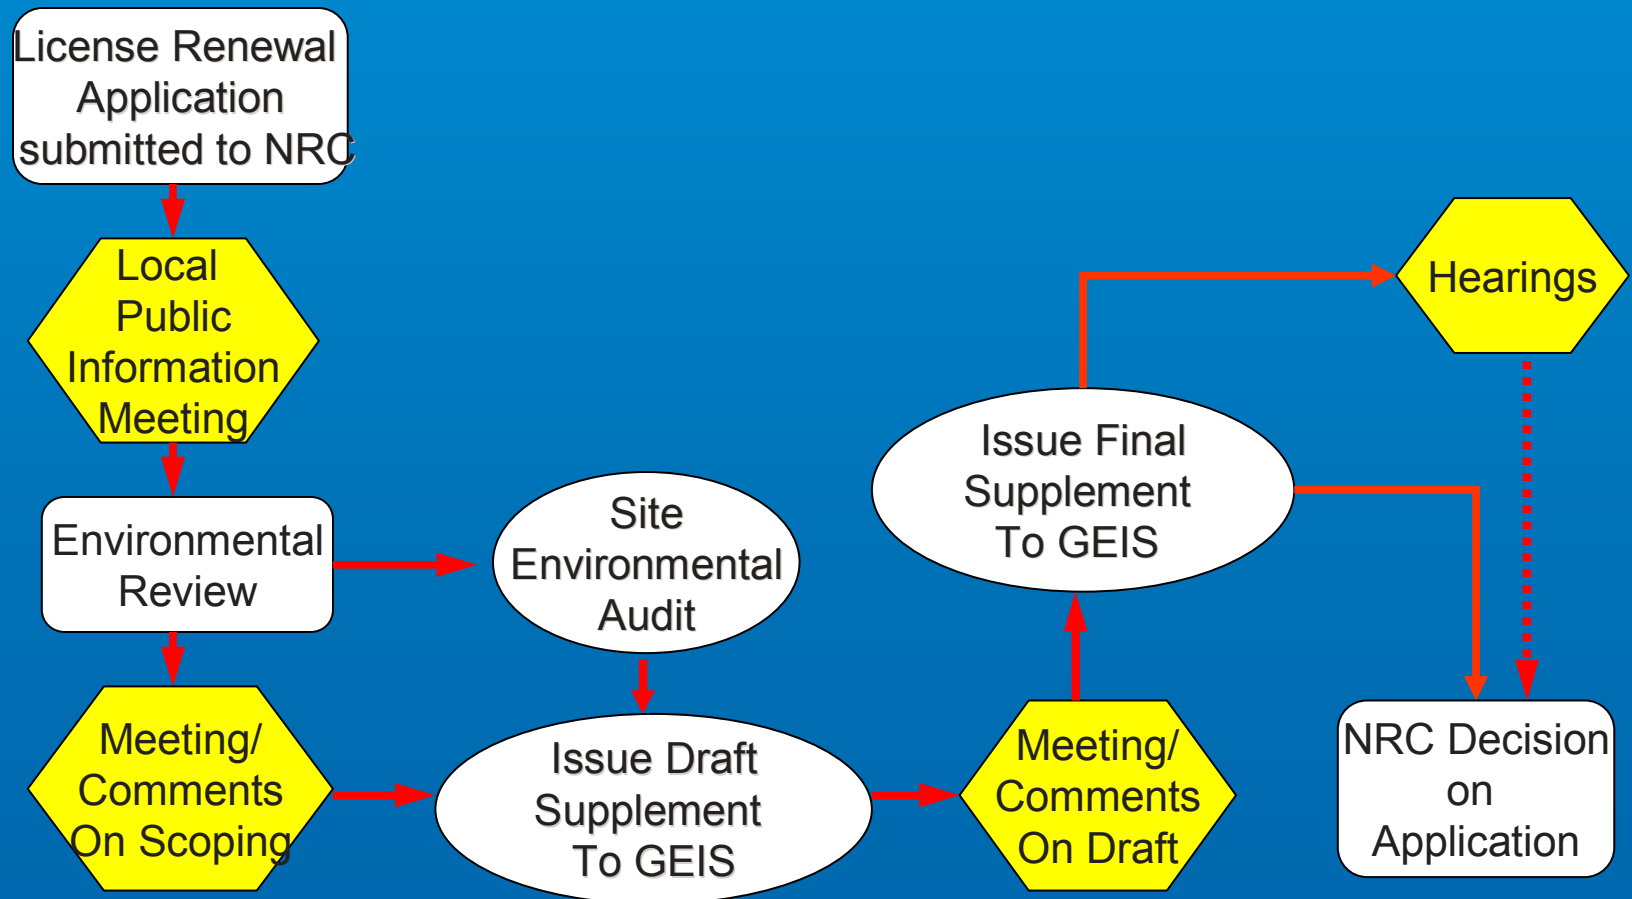 License Renewal
Application
submitted to NRC
Local
Public
Information
Meeting
Environmental
Review
Meeting/
Comments
On Scoping
Site
Environmental
Audit
Issue Draft
Supplement
To GEIS
Meeting/
Comments
On Draft
Issue Final
Supplement
To GEIS
Hearings
NRC Decision
on
Application